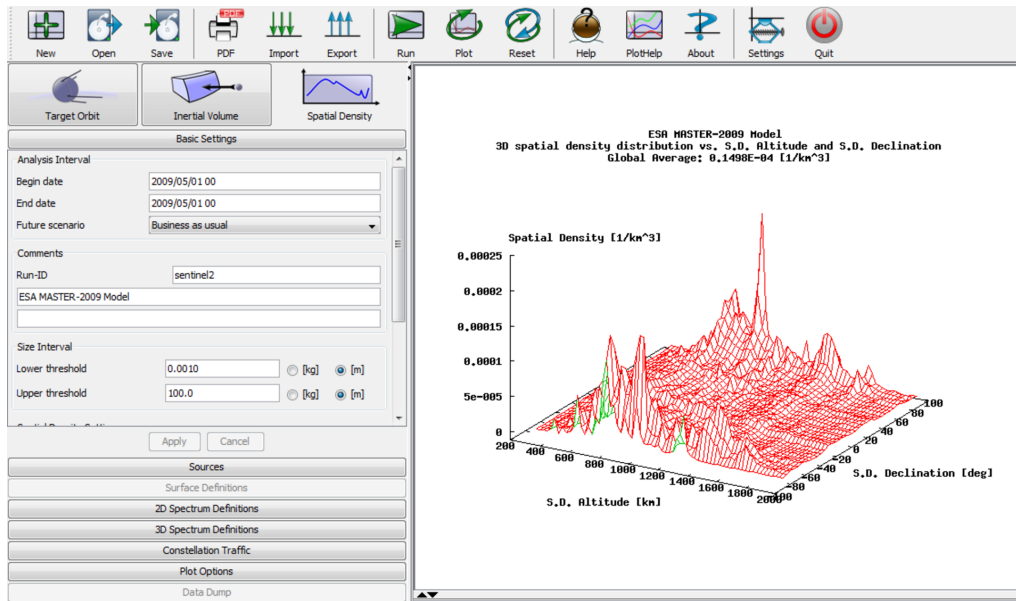 PDF
New Open Save PDF Import Export Run Plot Reset Help PlotHelp About Settings Quit
Target Orbit Inertial Volume Spatial Density
Basic Settings
Analysis Interval
Begin date 2009/05/01 00
End date 2009/05/01 00
Future scenario Business as usual
Comments
Run-ID sentinel2
ESA MASTER-2009 Model
Size Interval
Lower threshold 0.0010 [kg] [m]
Upper threshold 100.0 [kg] [m]
Apply Cancel
Sources
Surface Definitions
2D Spectrum Definitions
3D Spectrum Definitions
Constellation Traffic
Plot Options
Data Dump
ESA MASTER-2009 Model
3D spatial density distribution vs. S.D. Altitude and S.D. Declination
Global Average: 0.1498E-04 [1/km^3]
Spatial Density [1/km^3]
0.00025
0.0002
0.00015
0.0001
5e-005
0
200 400 600 800 1000 1200 1400 1600 1800 2000
S.D. Altitude [km]
-100 -80 -60 -40 -20 0 20 40 60 80 100
S.D. Declination [deg]